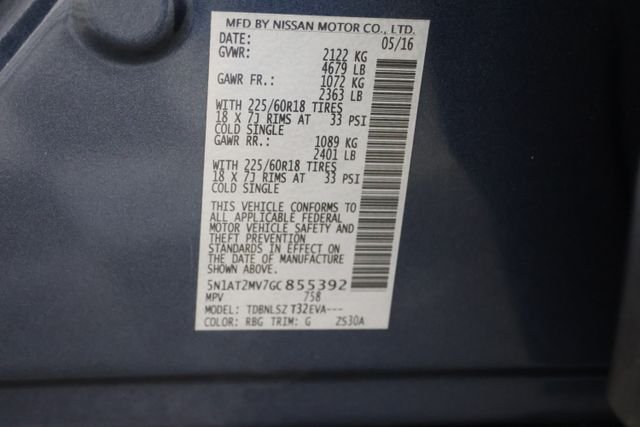 MFD BY NISSAN MOTOR CO., LTD.
DATE: 05/16
GVWR: 2122 KG
4679 LB
GAWR FR.: 1072 KG
2363 LB
WITH 225/60R18 TIRES
18 X 7J RIMS AT 33 PSI
COLD SINGLE
GAWR RR.: 1089 KG
2401 LB
WITH 225/60R18 TIRES
18 X 7J RIMS AT 33 PSI
COLD SINGLE
THIS VEHICLE CONFORMS TO
ALL APPLICABLE FEDERAL
MOTOR VEHICLE SAFETY AND
THEFT PREVENTION
STANDARDS IN EFFECT ON
THE DATE OF MANUFACTURE
SHOWN ABOVE.
5N1AT2MV7GC855392
MPV 758
MODEL: TDBNLSZ T32EVA---
COLOR: RBG TRIM: G ZS30A